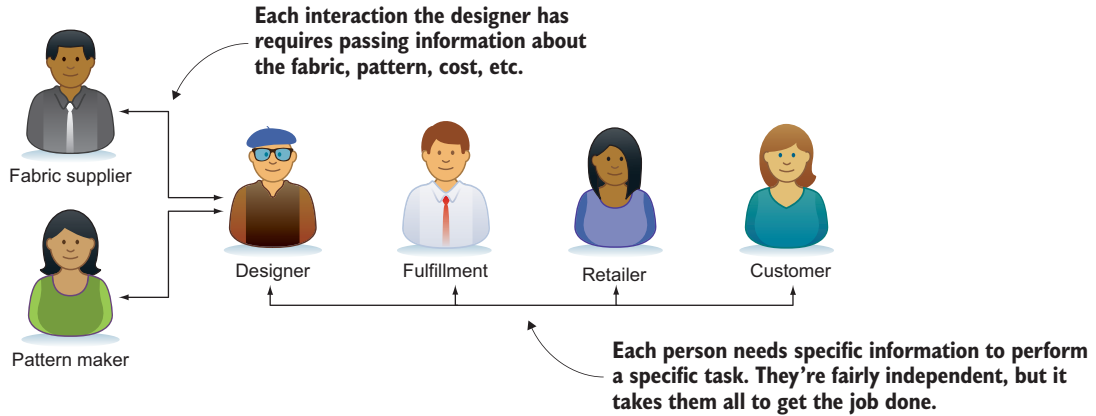 Each interaction the designer has
requires passing information about
the fabric, pattern, cost, etc.
Fabric supplier
Designer
Fulfillment
Retailer
Customer
Pattern maker
Each person needs specific information to perform
a specific task. They’re fairly independent, but it
takes them all to get the job done.